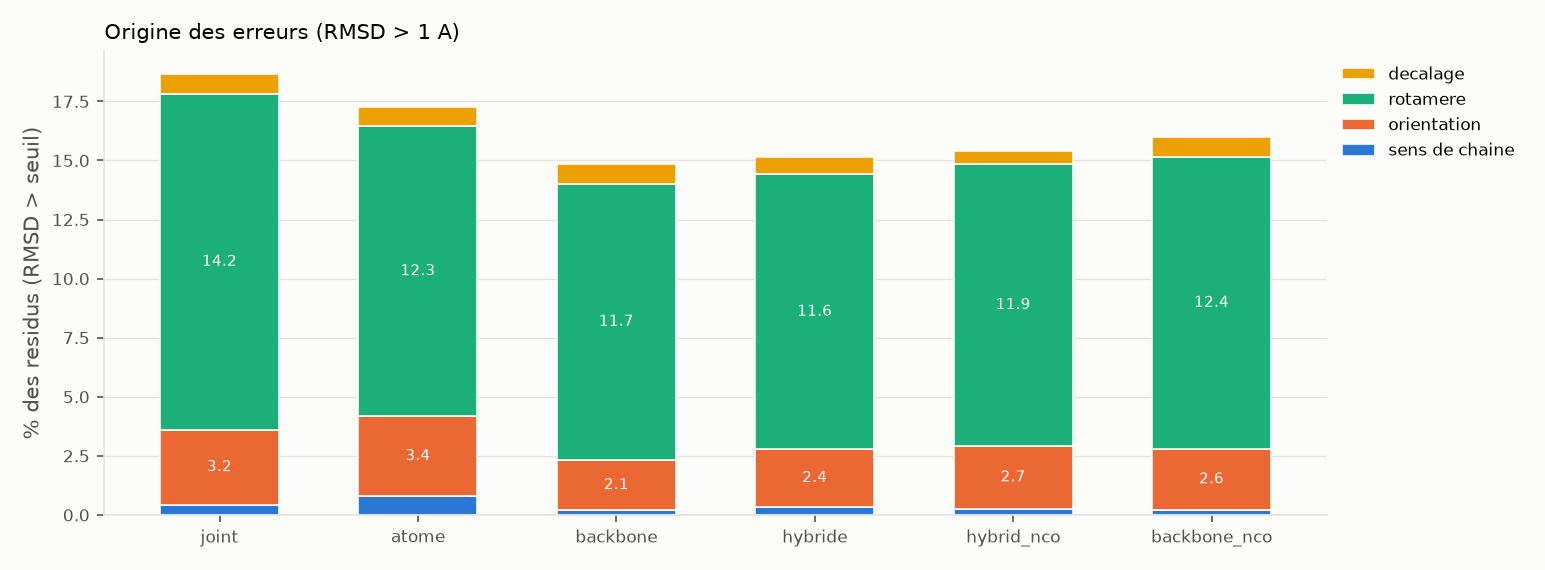 Origine des erreurs (RMSD > 1 A)
% des residus (RMSD > seuil)
17.5
15.0
12.5
10.0
7.5
5.0
2.5
0.0
14.2
12.3
11.7
11.6
11.9
12.4
3.2
3.4
2.1
2.4
2.7
2.6
joint
atome
backbone
hybride
hybrid_nco
backbone_nco
decalage
rotamere
orientation
sens de chaine